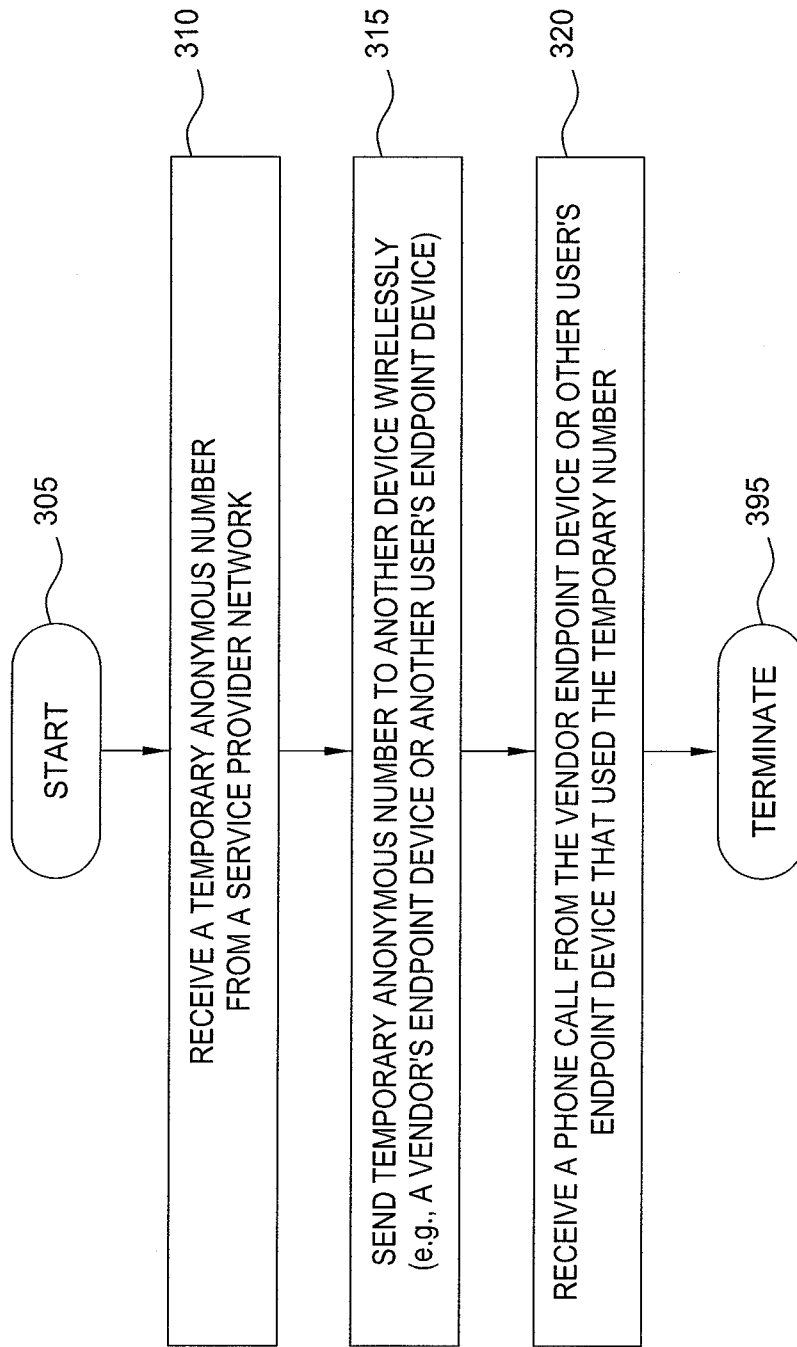 START
305
RECEIVE A TEMPORARY ANONYMOUS NUMBER
FROM A SERVICE PROVIDER NETWORK
310
SEND TEMPORARY ANONYMOUS NUMBER TO ANOTHER DEVICE WIRELESSLY
(e.g., A VENDOR'S ENDPOINT DEVICE OR ANOTHER USER'S ENDPOINT DEVICE)
315
RECEIVE A PHONE CALL FROM THE VENDOR ENDPOINT DEVICE OR OTHER USER'S
ENDPOINT DEVICE THAT USED THE TEMPORARY NUMBER
320
TERMINATE
395